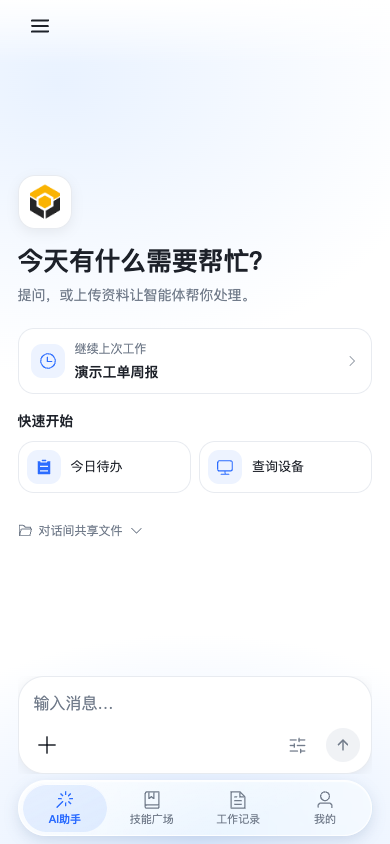 今天有什么需要帮忙?
提问，或上传资料让智能体帮你处理。
继续上次工作
演示工单周报
快速开始
今日待办
查询设备
对话间共享文件
输入消息...
AI助手
技能广场
工作记录
我的